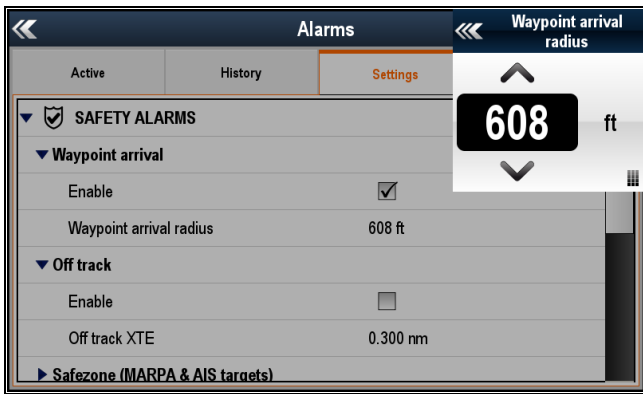 Alarms
Waypoint arrival
radius
Active
History
Settings
608 ft
SAFETY ALARMS
Waypoint arrival
Enable
Waypoint arrival radius 608 ft
Off track
Enable
Off track XTE 0.300 nm
Safezone (MARPA & AIS targets)